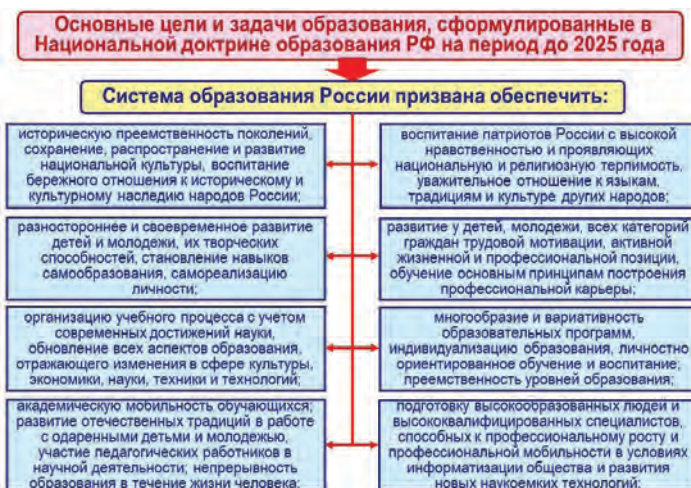 Основные цели и задачи образования, сформулированные в
Национальной доктрине образования РФ на период до 2025 года
Система образования России призвана обеспечить:
историческую преемственность поколений,
сохранение, распространение и развитие
национальной культуры, воспитание
бережного отношения к историческому и
культурному наследию народов России;
воспитание патриотов России с высокой
нравственностью и проявляющих
национальную и религиозную терпимость,
уважительное отношение к языкам,
традициям и культуре других народов;
разностороннее и своевременное развитие
детей и молодежи, их творческих
способностей, становление навыков
самообразования, самореализацию
личности;
развитие у детей, молодежи, всех категорий
граждан трудовой мотивации, активной
жизненной и профессиональной позиции,
обучение основным принципам построения
профессиональной карьеры;
организацию учебного процесса с учетом
современных достижений науки,
обновление всех аспектов образования,
отражающего изменения в сфере культуры,
экономики, науки, техники и технологий;
многообразие и вариативность
образовательных программ,
индивидуализацию образования, личностно
ориентированное обучение и воспитание;
преемственность уровней образования;
академическую мобильность обучающихся;
развитие отечественных традиций в работе
с одаренными детьми и молодежью,
участие педагогических работников в
научной деятельности; непрерывность
образования в течение жизни человека;
подготовку высокообразованных людей и
высококвалифицированных специалистов,
способных к профессиональному росту и
профессиональной мобильности в условиях
информатизации общества и развития
новых наукоемких технологий;